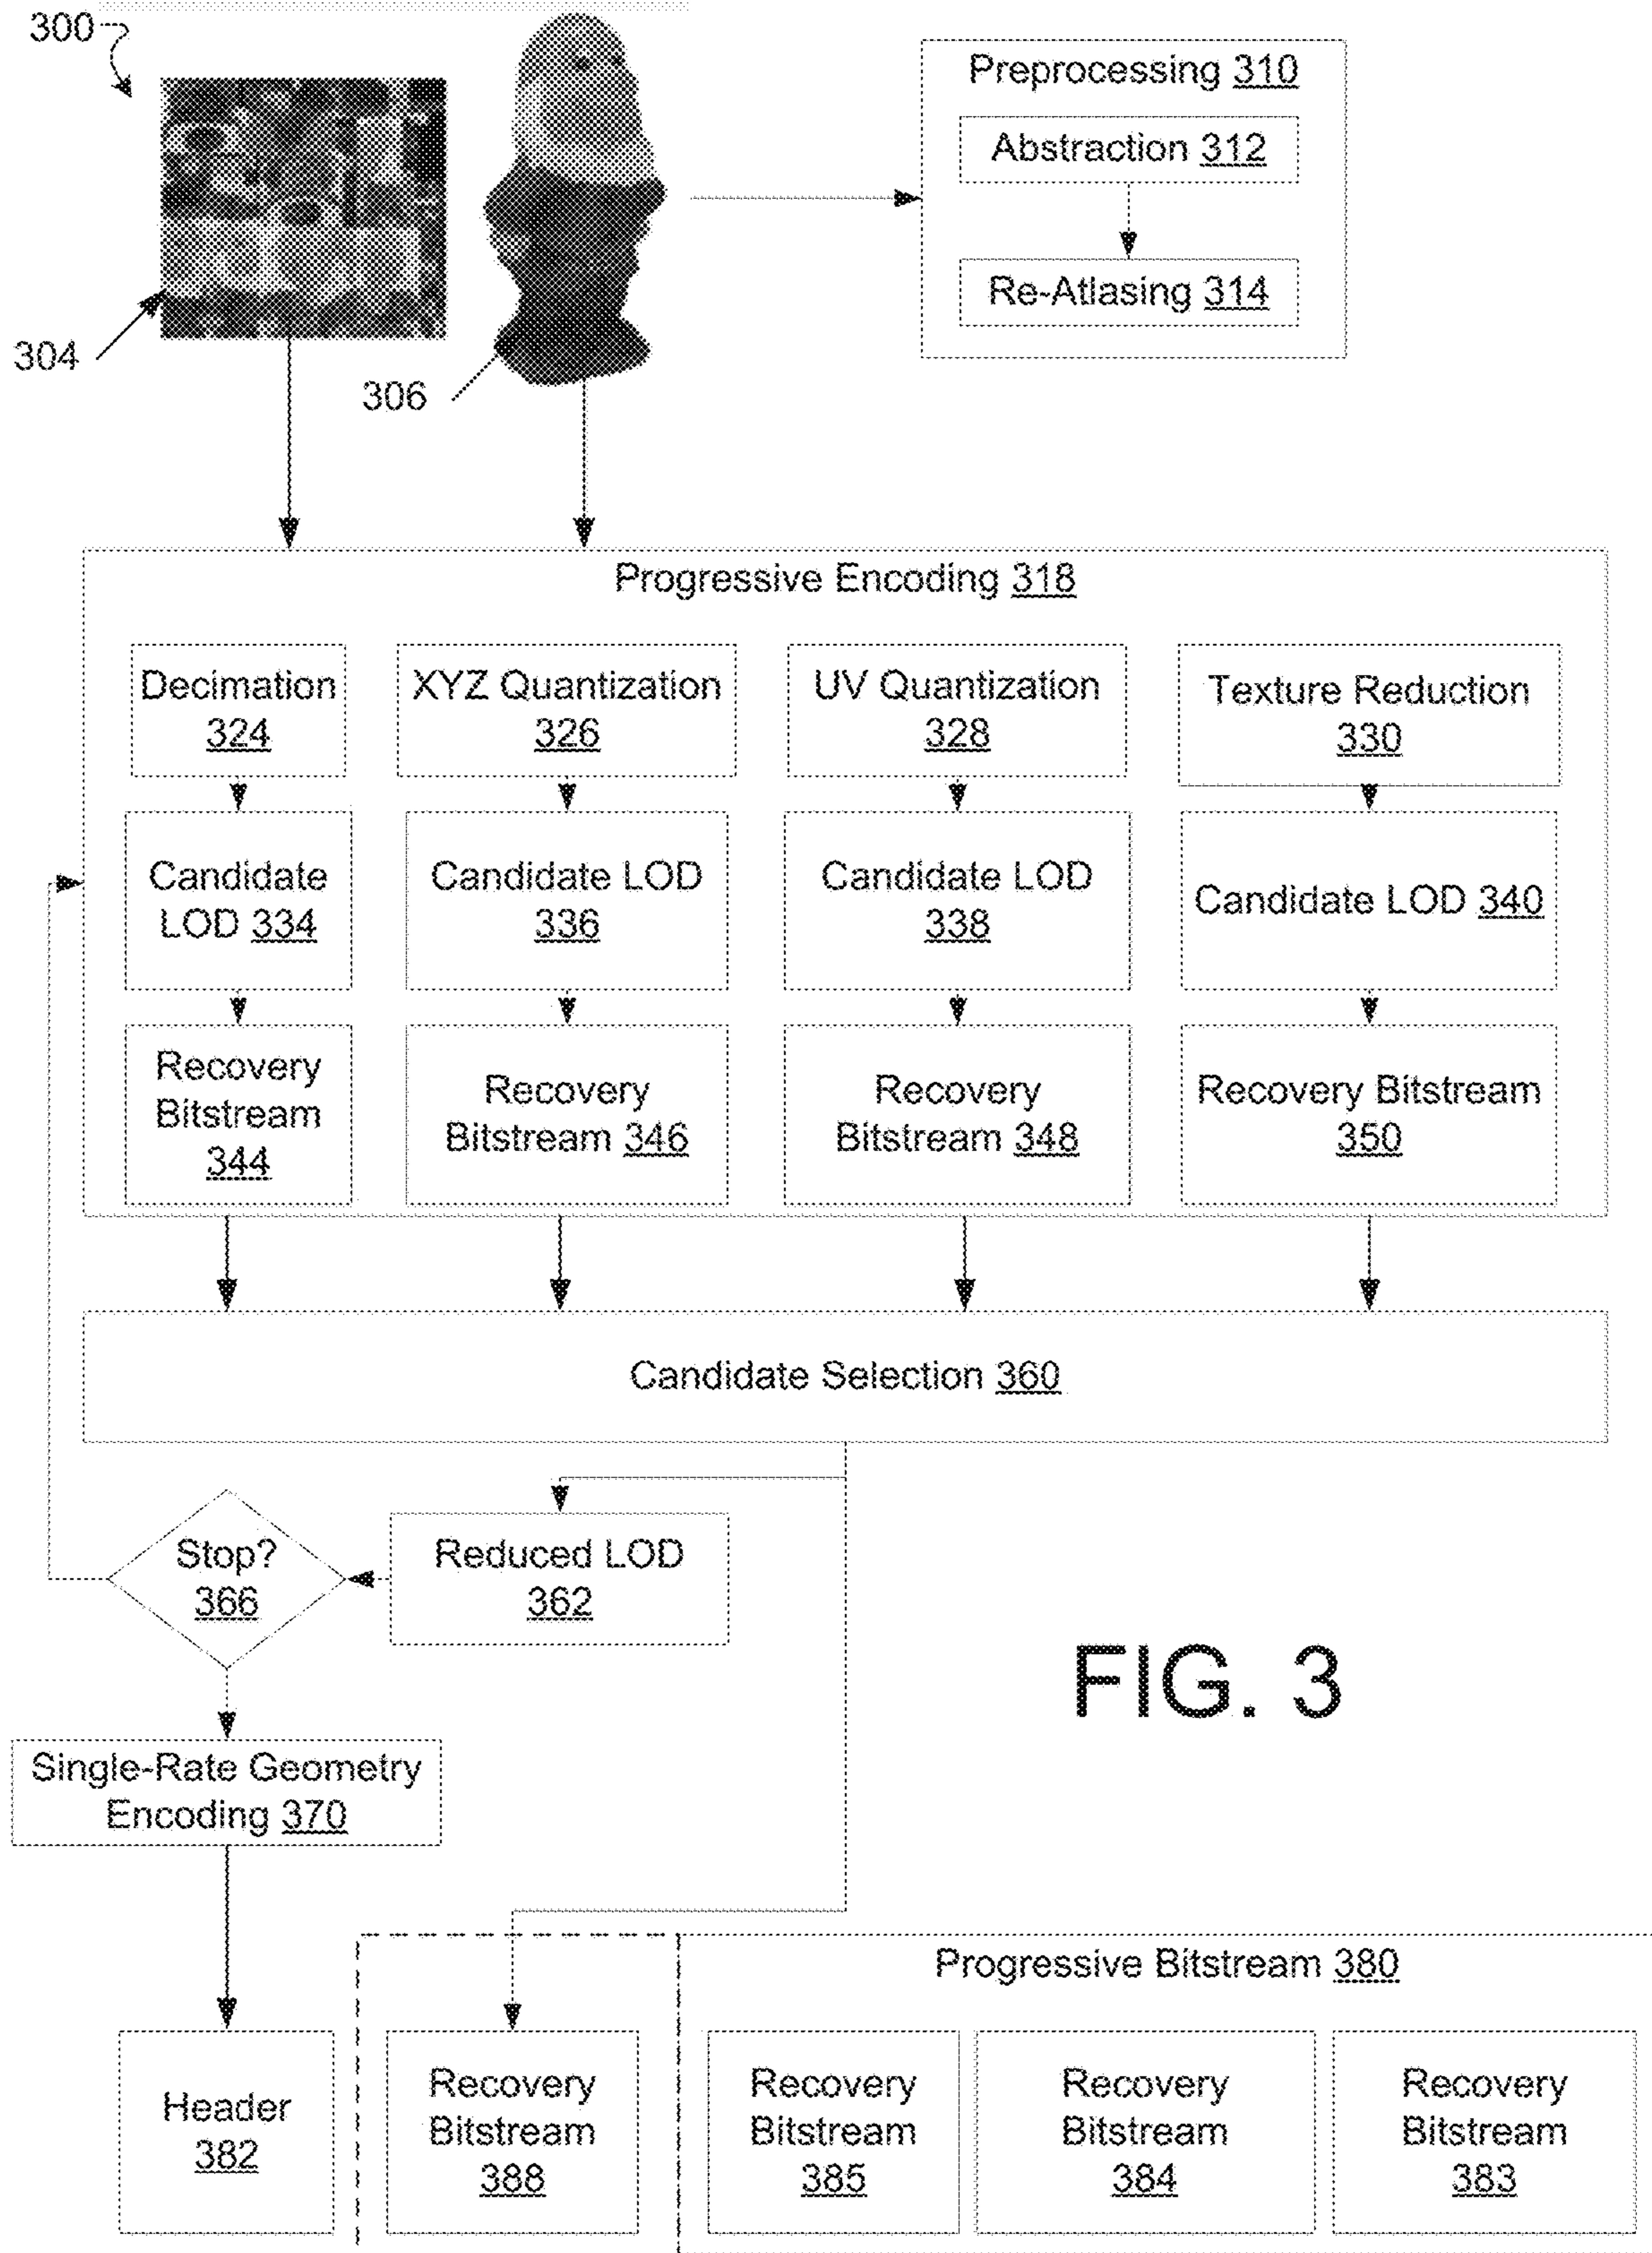 300
304
306
Preprocessing 310
Abstraction 312
Re-Atlasing 314
Progressive Encoding 318
Decimation
324
XYZ Quantization
326
UV Quantization
328
Texture Reduction
330
Candidate
LOD 334
Candidate LOD
336
Candidate LOD
338
Candidate LOD 340
Recovery
Bitstream
344
Recovery
Bitstream 346
Recovery
Bitstream 348
Recovery Bitstream
350
Candidate Selection 360
Stop?
366
Reduced LOD
362
FIG. 3
Single-Rate Geometry
Encoding 370
Progressive Bitstream 380
Header
382
Recovery
Bitstream
388
Recovery
Bitstream
385
Recovery
Bitstream
384
Recovery
Bitstream
383